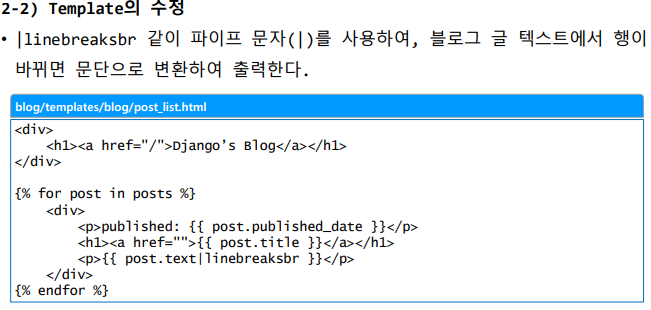 2-2) Template의 수정
• |linebreaksbr 같이 파이프 문자(|)를 사용하여, 블로그 글 텍스트에서 행이
바뀌면 문단으로 변환하여 출력한다.
blog/templates/blog/post_list.html
<div>
    <h1><a href="/">Django’s Blog</a></h1>
</div>

{% for post in posts %}
    <div>
        <p>published: {{ post.published_date }}</p>
        <h1><a href="">{{ post.title }}</a></h1>
        <p>{{ post.text|linebreaksbr }}</p>
    </div>
{% endfor %}